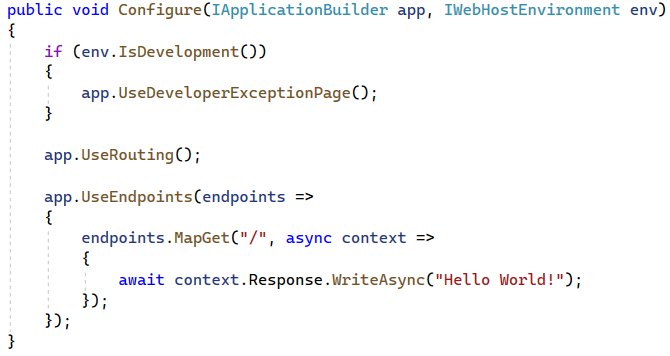 public void Configure(IApplicationBuilder app, IWebHostEnvironment env)
{
    if (env.IsDevelopment())
    {
        app.UseDeveloperExceptionPage();
    }

    app.UseRouting();

    app.UseEndpoints(endpoints =>
    {
        endpoints.MapGet("/", async context =>
        {
            await context.Response.WriteAsync("Hello World!");
        });
    });
}